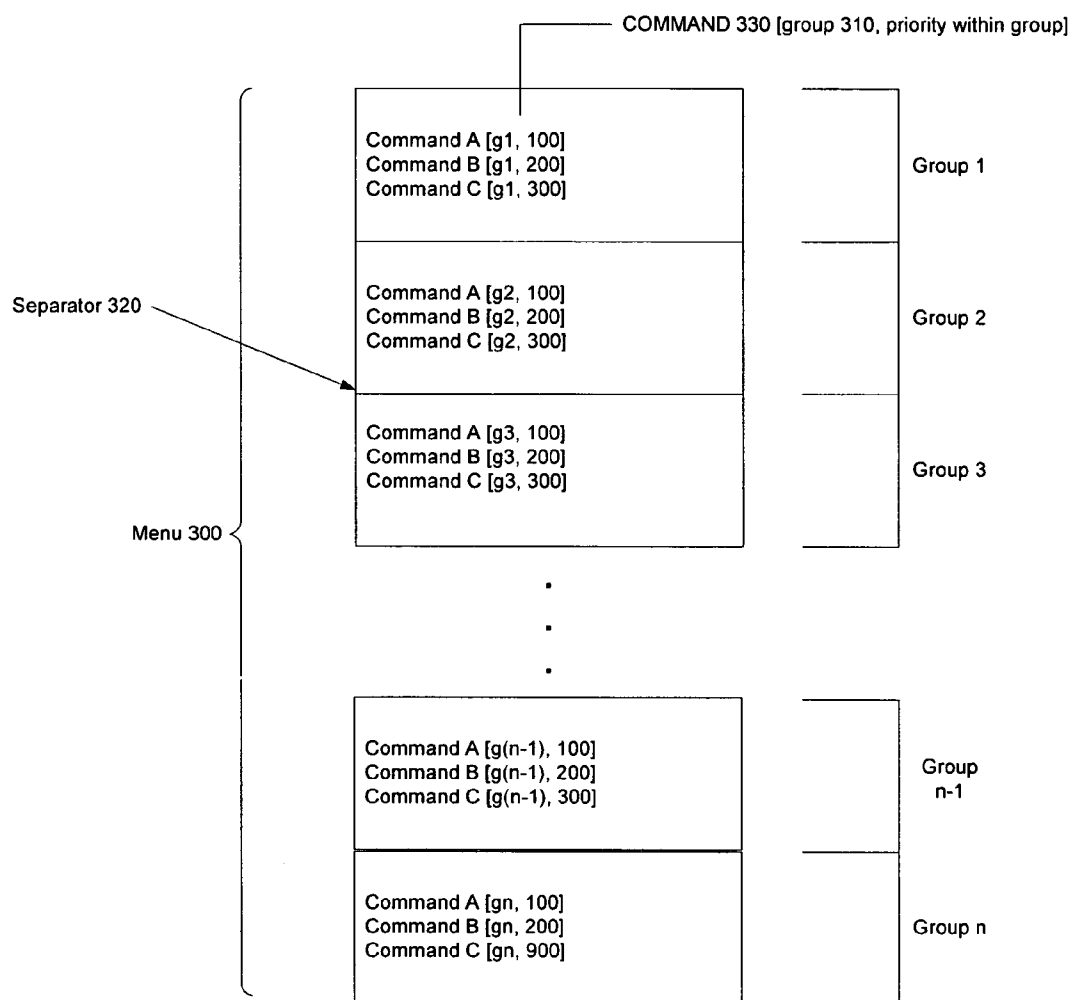 COMMAND 330 [group 310, priority within group]
Command A [g1, 100]
Command B [g1, 200]
Command C [g1, 300]
Group 1
Command A [g2, 100]
Command B [g2, 200]
Command C [g2, 300]
Group 2
Separator 320
Command A [g3, 100]
Command B [g3, 200]
Command C [g3, 300]
Group 3
Menu 300
Command A [g(n-1), 100]
Command B [g(n-1), 200]
Command C [g(n-1), 300]
Group
n-1
Command A [gn, 100]
Command B [gn, 200]
Command C [gn, 900]
Group n